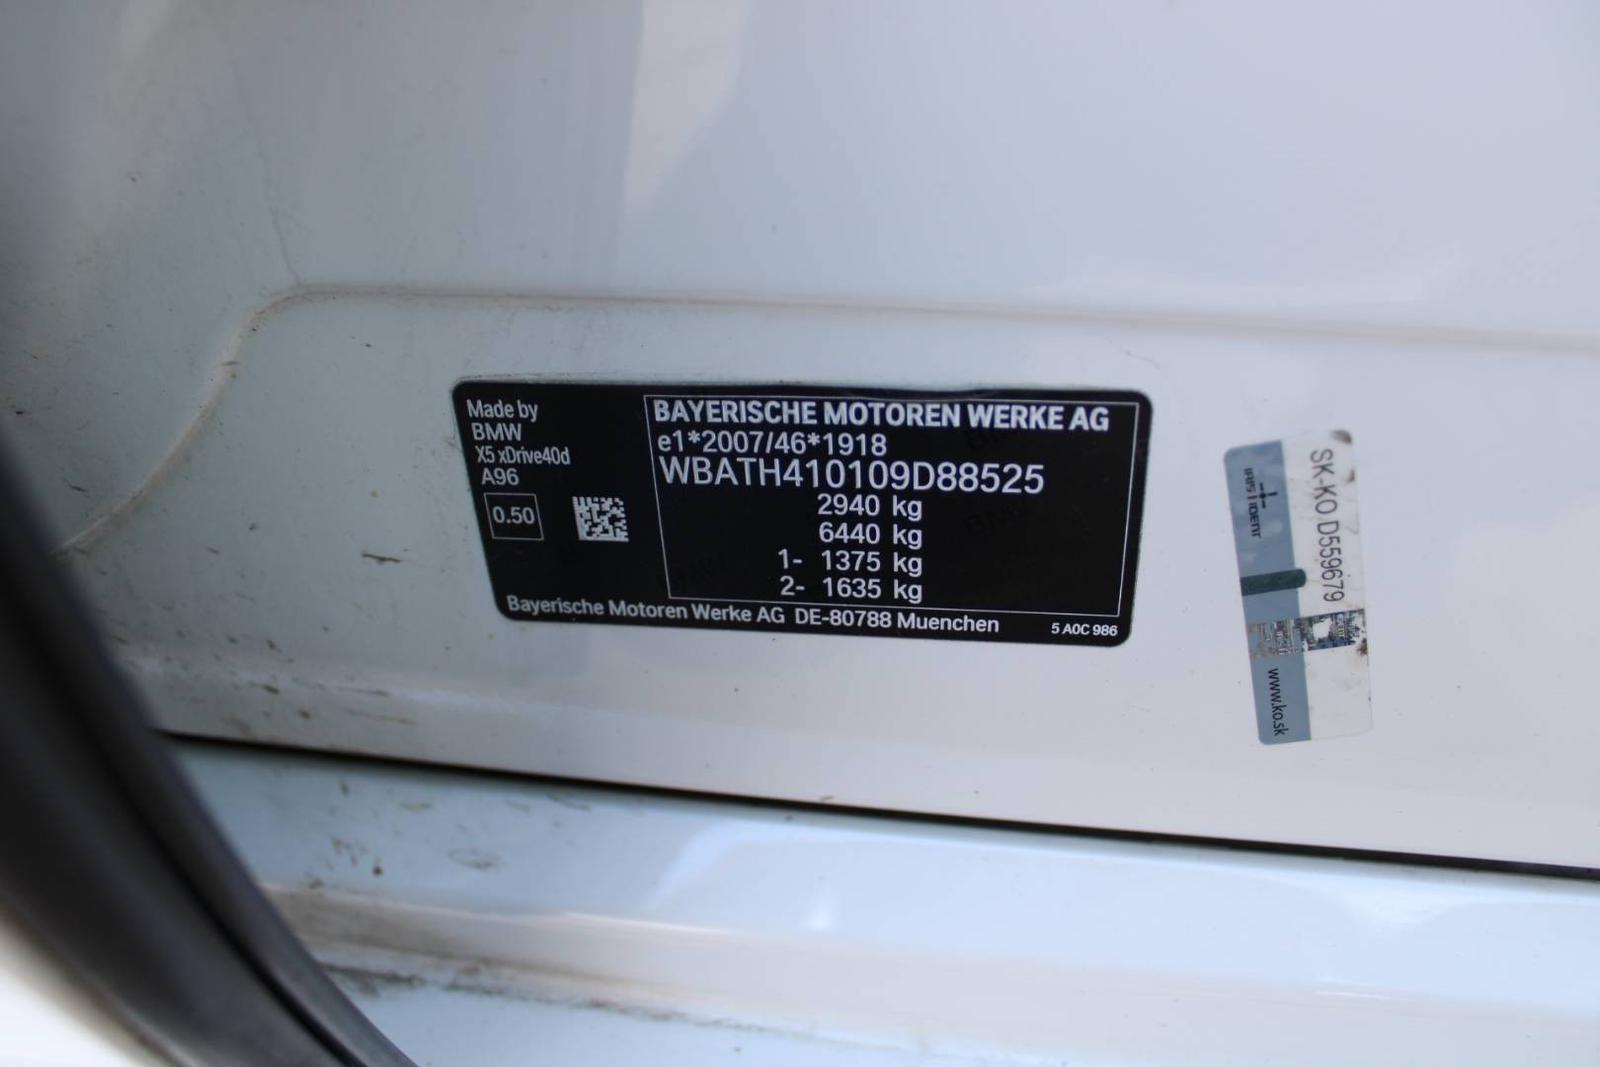 Made by
BMW
X5 xDrive40d
A96
0.50
BAYERISCHE MOTOREN WERKE AG
e1*2007/46*1918
WBATH410109D88525
2940 kg
6440 kg
1- 1375 kg
2- 1635 kg
Bayerische Motoren Werke AG DE-80788 Muenchen
5 A0C 986
SK-KO D559679
IRIS IDENT
www.ko.sk